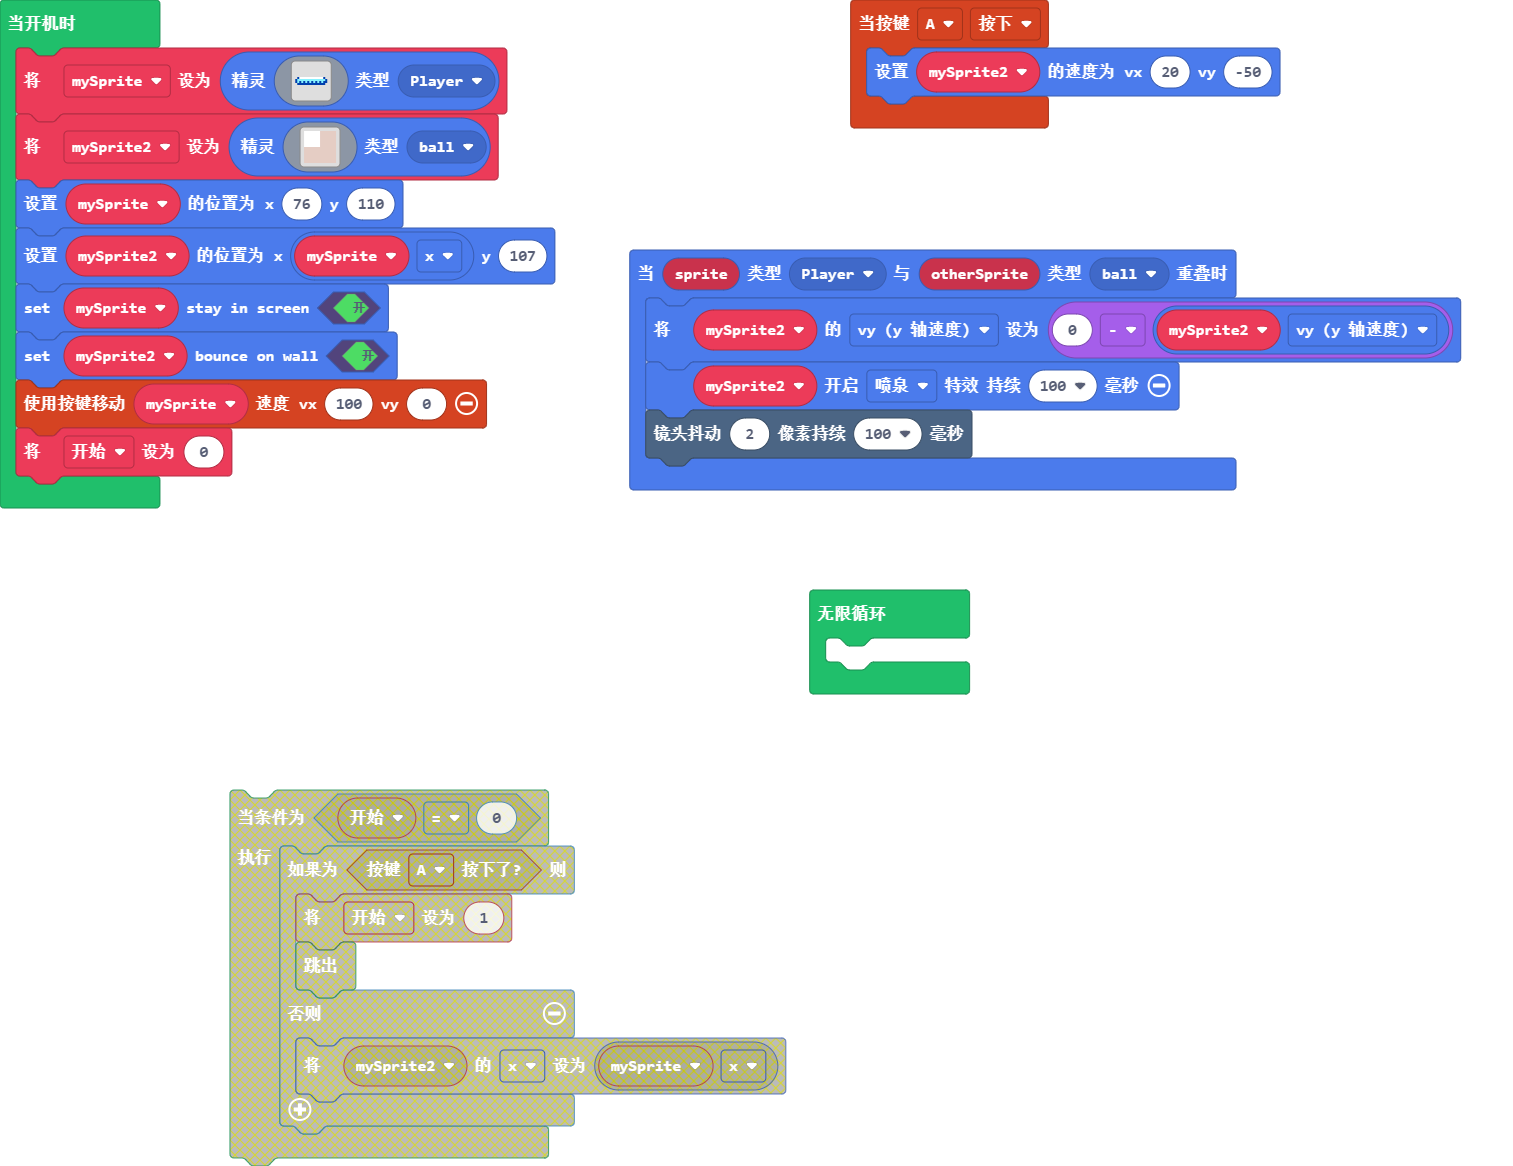 当开机时
将 mySprite 设为 精灵 类型 Player
将 mySprite2 设为 精灵 类型 ball
设置 mySprite 的位置为 x 76 y 110
设置 mySprite2 的位置为 x mySprite x y 107
set mySprite stay in screen 开
set mySprite2 bounce on wall 开
使用按键移动 mySprite 速度 vx 100 vy 0
将 开始 设为 0
当按键 A 按下
设置 mySprite2 的速度为 vx 20 vy -50
当 sprite 类型 Player 与 otherSprite 类型 ball 重叠时
将 mySprite2 的 vy (y 轴速度) 设为 0 - mySprite2 vy (y 轴速度)
mySprite2 开启 喷泉 特效 持续 100 毫秒
镜头抖动 2 像素持续 100 毫秒
无限循环
当条件为 开始 = 0
执行
如果为 按键 A 按下了? 则
将 开始 设为 1
跳出
否则
将 mySprite2 的 x 设为 mySprite x